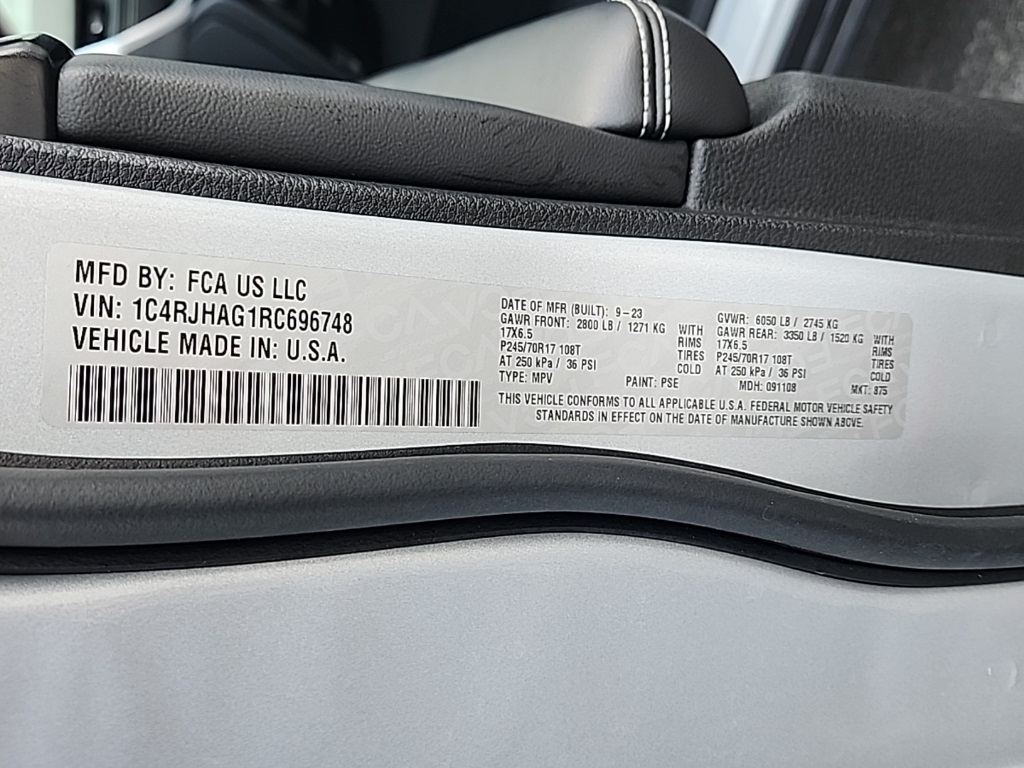 MFD BY: FCA US LLC
VIN: 1C4RJHAG1RC696748
VEHICLE MADE IN: U.S.A.
DATE OF MFR (BUILT): 9-23
GAWR FRONT: 2800 LB / 1271 KG WITH
17X6.5 RIMS
P245/70R17 108T TIRES
AT 250 kPa / 36 PSI COLD
TYPE: MPV PAINT: PSE
GVWR: 6050 LB / 2745 KG
GAWR REAR: 3350 LB / 1520 KG WITH
17X6.5 RIMS
P245/70R17 108T TIRES
AT 250 kPa / 36 PSI COLD
MDH: 091108 MKT: 875
THIS VEHICLE CONFORMS TO ALL APPLICABLE U.S.A. FEDERAL MOTOR VEHICLE SAFETY
STANDARDS IN EFFECT ON THE DATE OF MANUFACTURE SHOWN ABOVE.